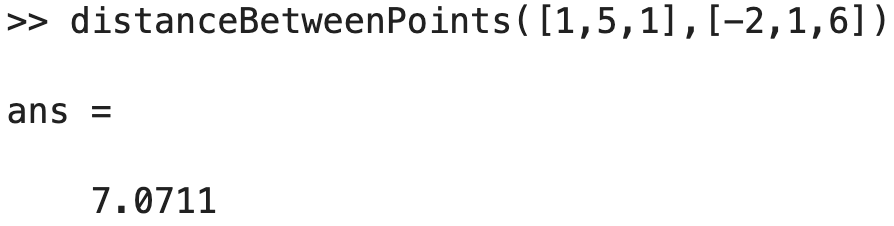 >> distanceBetweenPoints([1,5,1],[-2,1,6])
ans =
7.0711